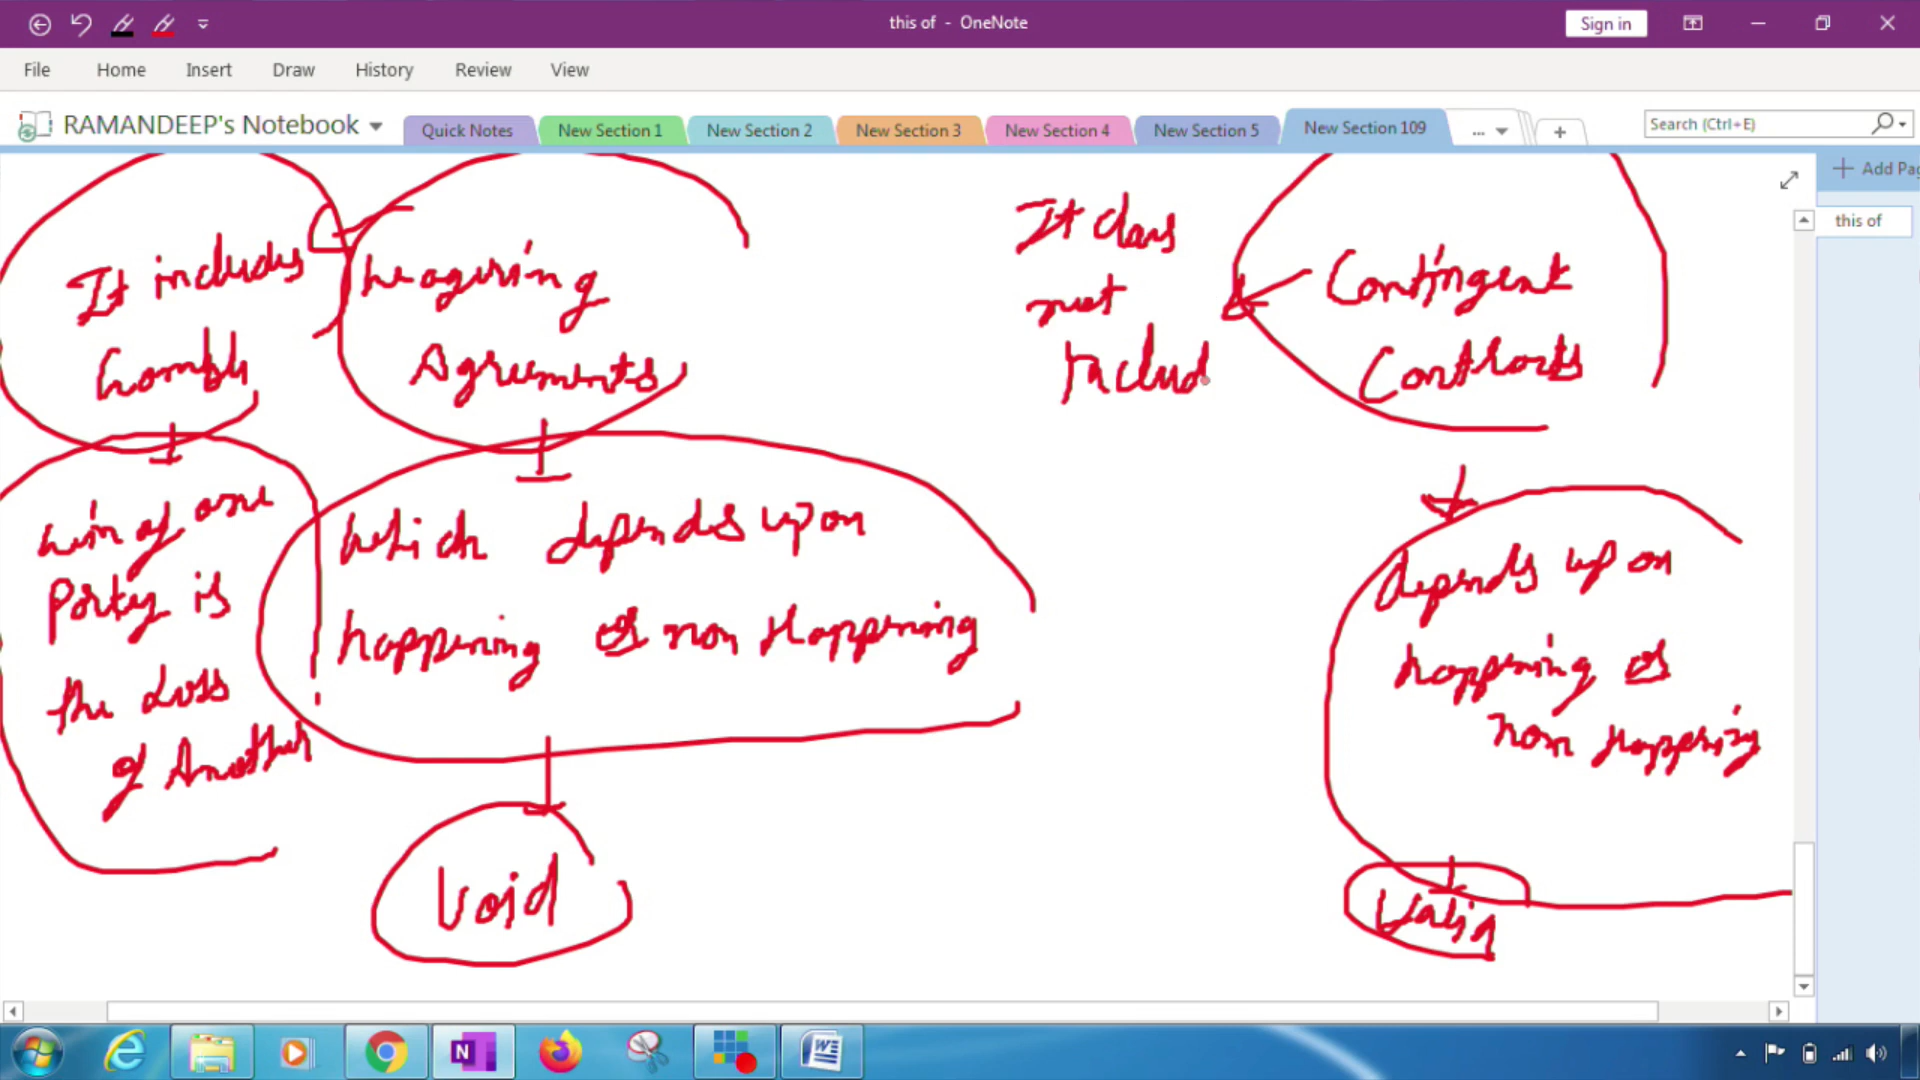 this of - OneNote
Sign in
File Home Insert Draw History Review View
RAMANDEEP's Notebook
Quick Notes New Section 1 New Section 2 New Section 3 New Section 4 New Section 5 New Section 109 ...
Search (Ctrl+E)
Add Pag
this of
It includes
Gambli
win of one
Party is
the Loss
of Another
Wagering
Agreements
which depends upon
happening or non Happening
Void
It does
not
Includ
Contingent
Contracts
depends upon
happening or
non Happening
Valid